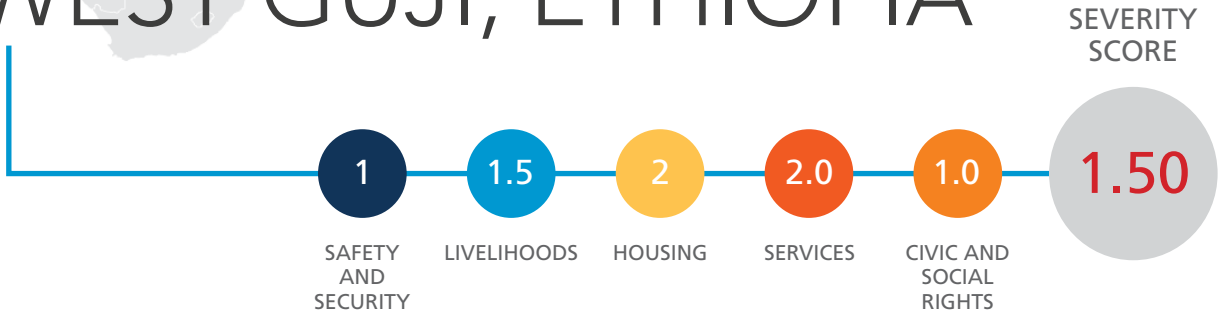 WEST GUJI, ETHIOPIA
SEVERITY
SCORE
1
1.5
2
2.0
1.0
1.50
SAFETY
AND
SECURITY
LIVELIHOODS
HOUSING
SERVICES
CIVIC AND
SOCIAL
RIGHTS